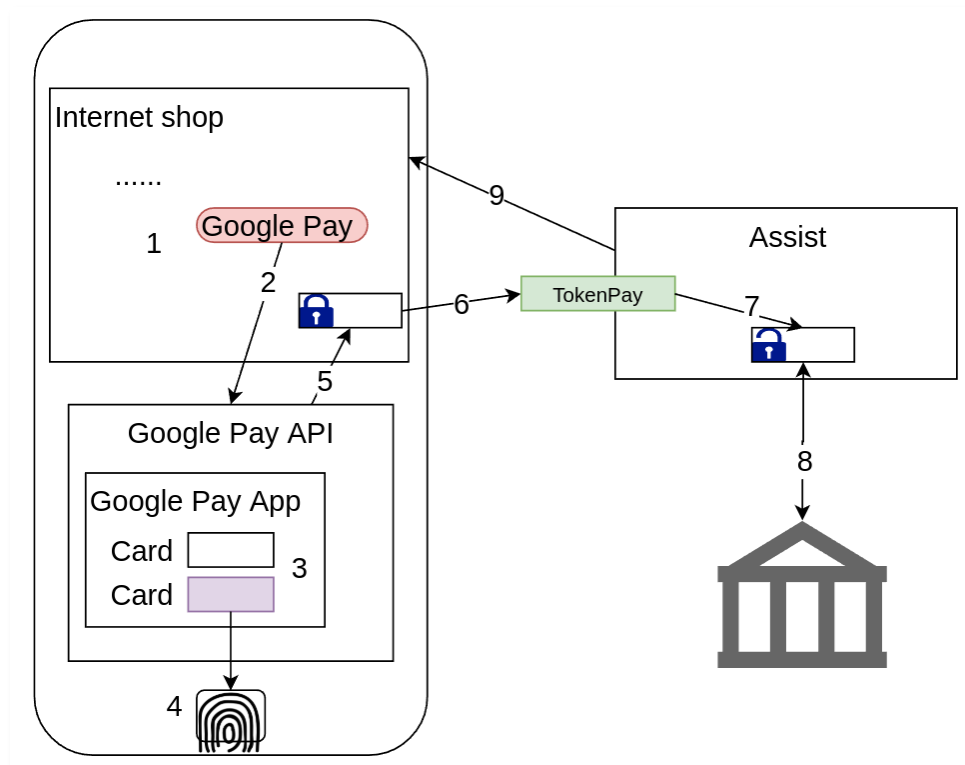 Internet shop
......
Google Pay
1
2
5
6
9
Assist
TokenPay
7
8
Google Pay API
Google Pay App
Card
3
Card
4